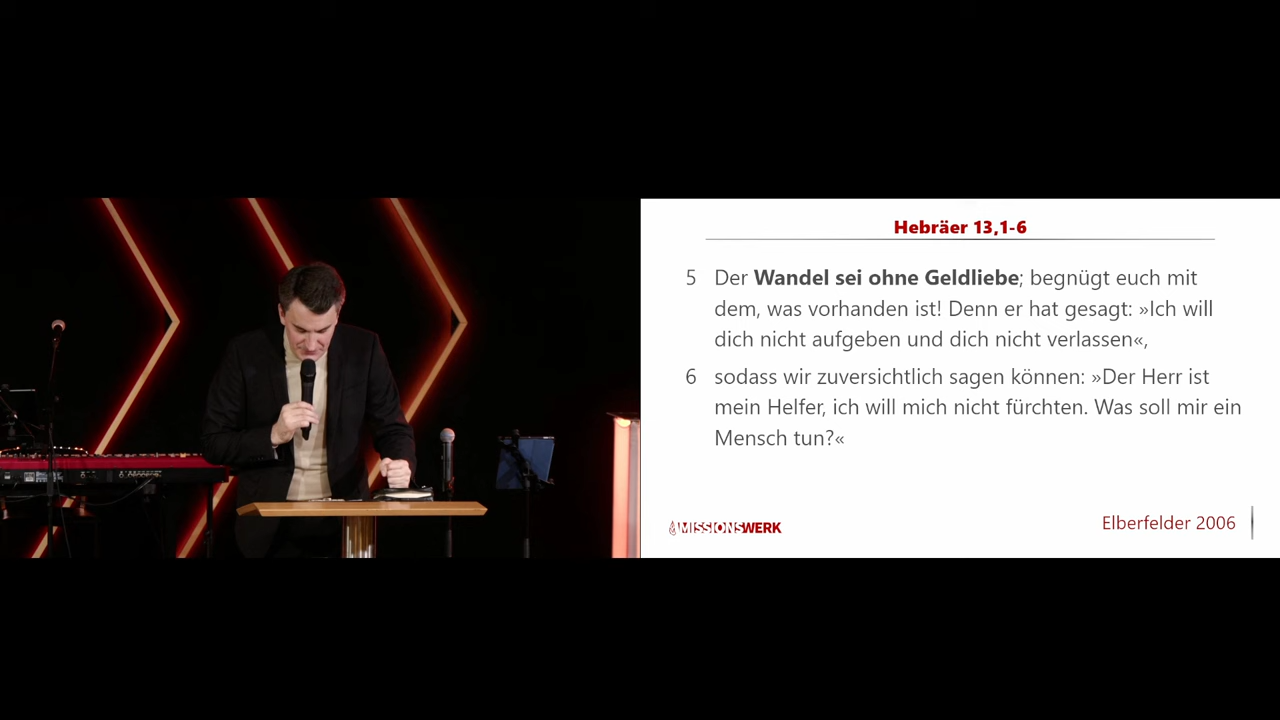 Hebräer 13,1-6
5 Der Wandel sei ohne Geldliebe; begnügt euch mit
dem, was vorhanden ist! Denn er hat gesagt: »Ich will
dich nicht aufgeben und dich nicht verlassen«,
6 sodass wir zuversichtlich sagen können: »Der Herr ist
mein Helfer, ich will mich nicht fürchten. Was soll mir ein
Mensch tun?«
MISSIONSWERK
Elberfelder 2006